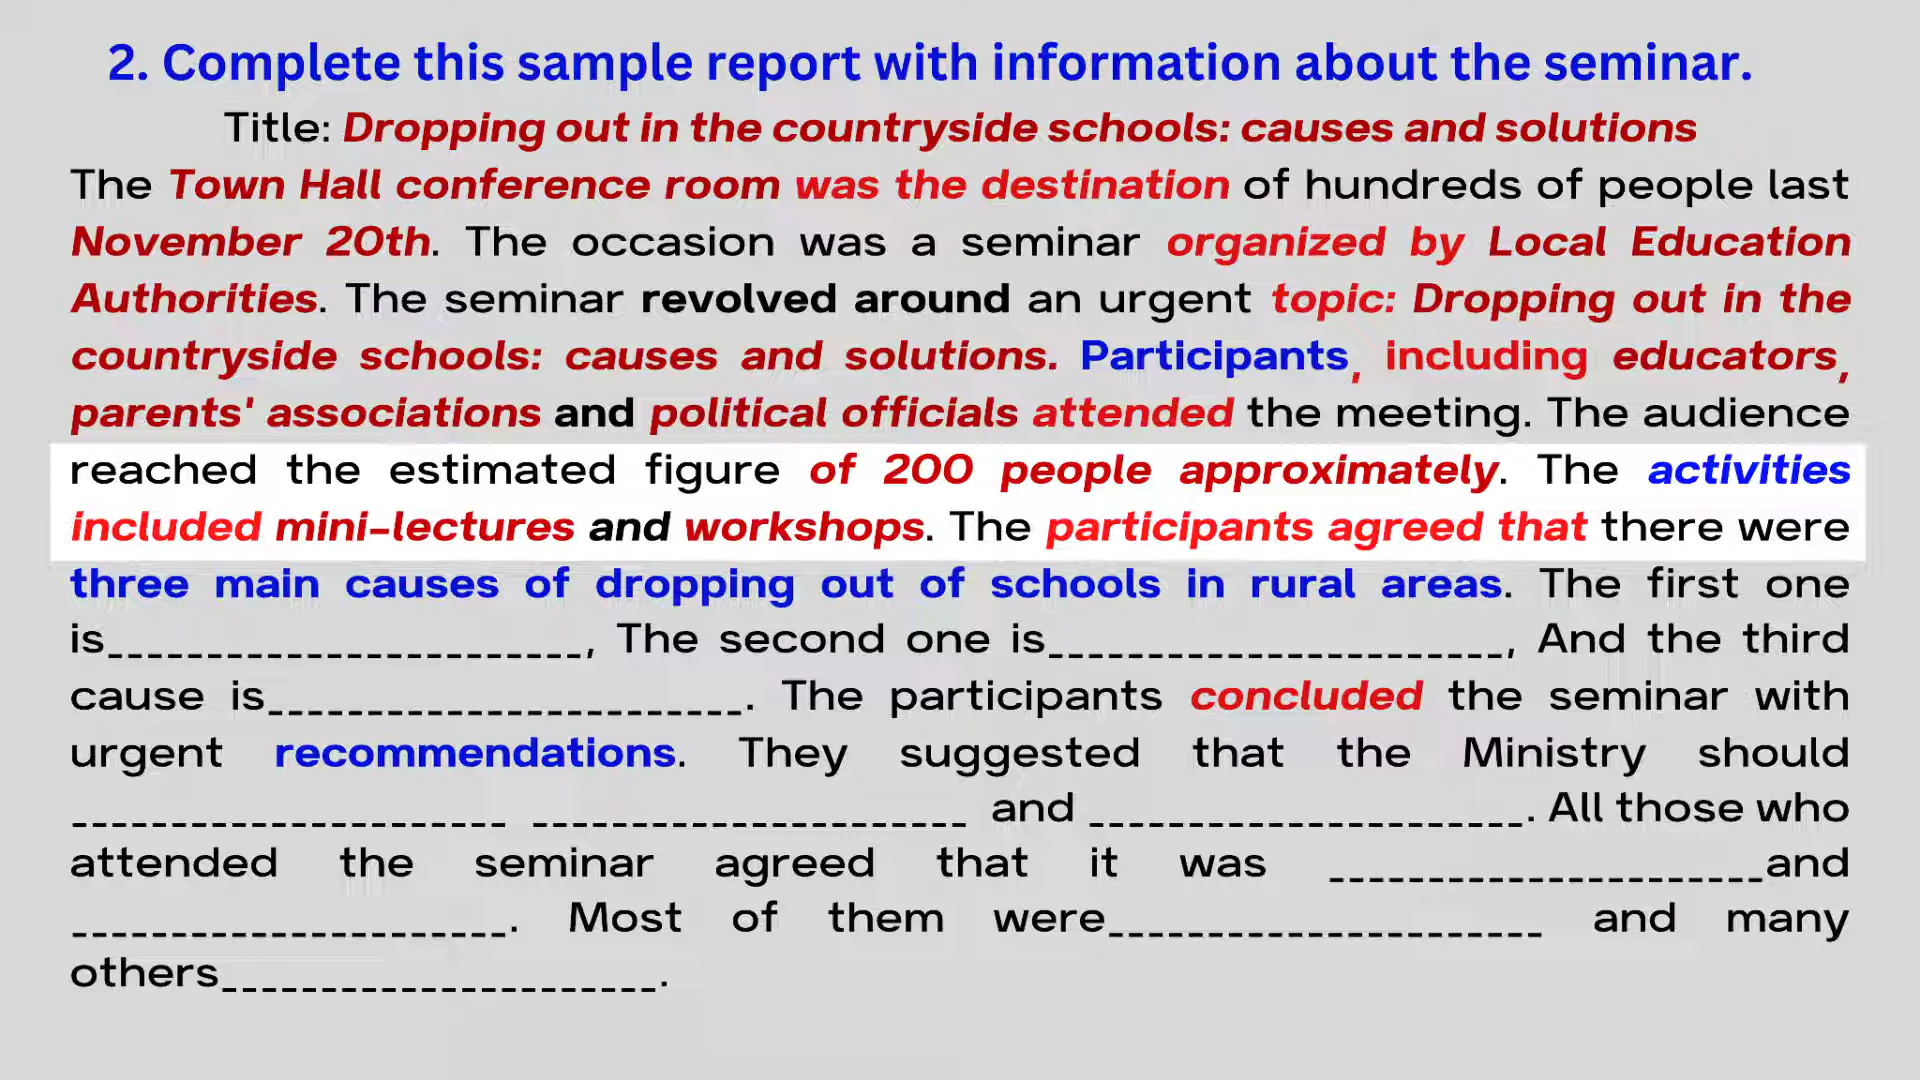 2. Complete this sample report with information about the seminar.
Title: Dropping out in the countryside schools: causes and solutions
The Town Hall conference room was the destination of hundreds of people last
November 20th. The occasion was a seminar organized by Local Education
Authorities. The seminar revolved around an urgent topic: Dropping out in the
countryside schools: causes and solutions. Participants, including educators,
parents' associations and political officials attended the meeting. The audience
reached the estimated figure of 200 people approximately. The activities
included mini-lectures and workshops. The participants agreed that there were
three main causes of dropping out of schools in rural areas. The first one
is________________________, The second one is_______________________, And the third
cause is________________________. The participants concluded the seminar with
urgent recommendations. They suggested that the Ministry should
______________________ ______________________ and ______________________. All those who
attended the seminar agreed that it was ______________________and
______________________. Most of them were______________________ and many
others______________________.